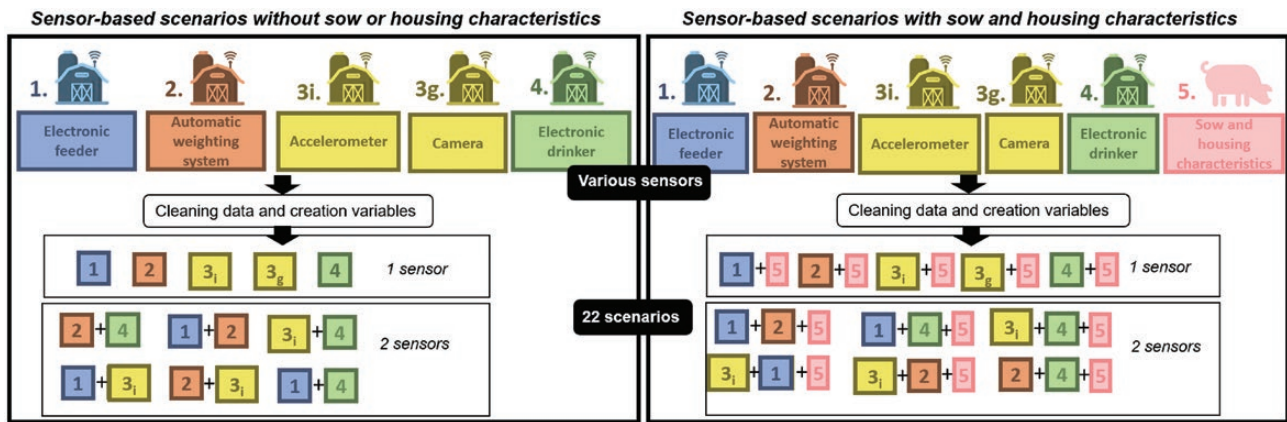 Sensor-based scenarios without sow or housing characteristics
1. 2. 3i. 3g. 4.
Electronic feeder
Automatic weighting system
Accelerometer
Camera
Electronic drinker
Cleaning data and creation variables
1 2 3i 3g 4 1 sensor
2+4 1+2 3i+4
2 sensors
1+3i 2+3i 1+4
Various sensors
22 scenarios
Sensor-based scenarios with sow and housing characteristics
1. 2. 3i. 3g. 4. 5.
Electronic feeder
Automatic weighting system
Accelerometer
Camera
Electronic drinker
Sow and housing characteristics
Cleaning data and creation variables
1+5 2+5 3i+5 3g+5 4+5 1 sensor
1+2+5 1+4+5 3i+4+5
2 sensors
3i+1+5 3i+2+5 2+4+5